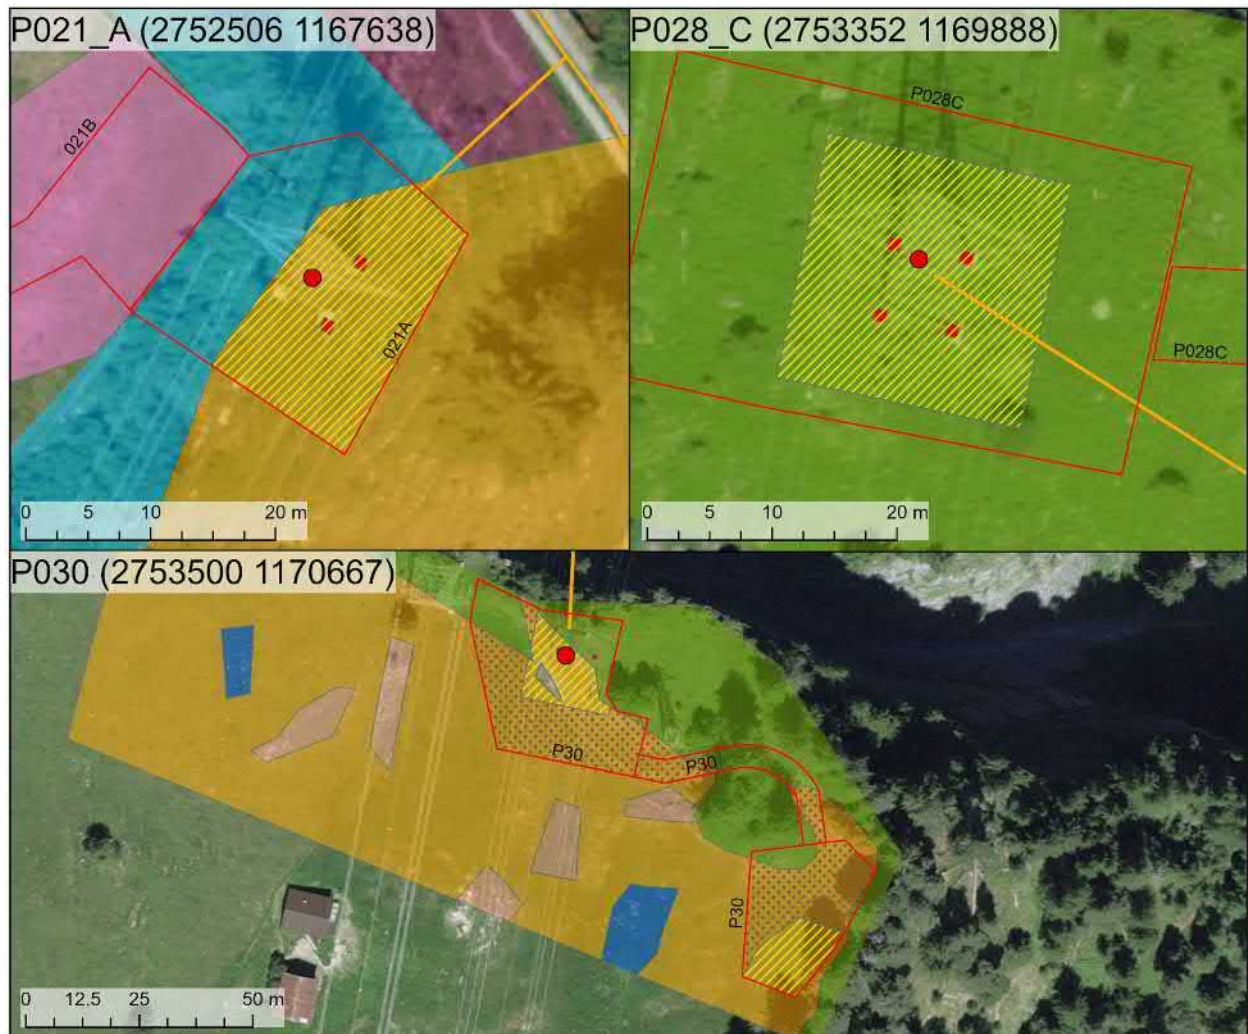 P021_A (2752506 1167638)
021B
021A
0 5 10 20 m
P028_C (2753352 1169888)
P028C
P028C
0 5 10 20 m
P030 (2753500 1170667)
P30
P30
P30
0 12.5 25 50 m